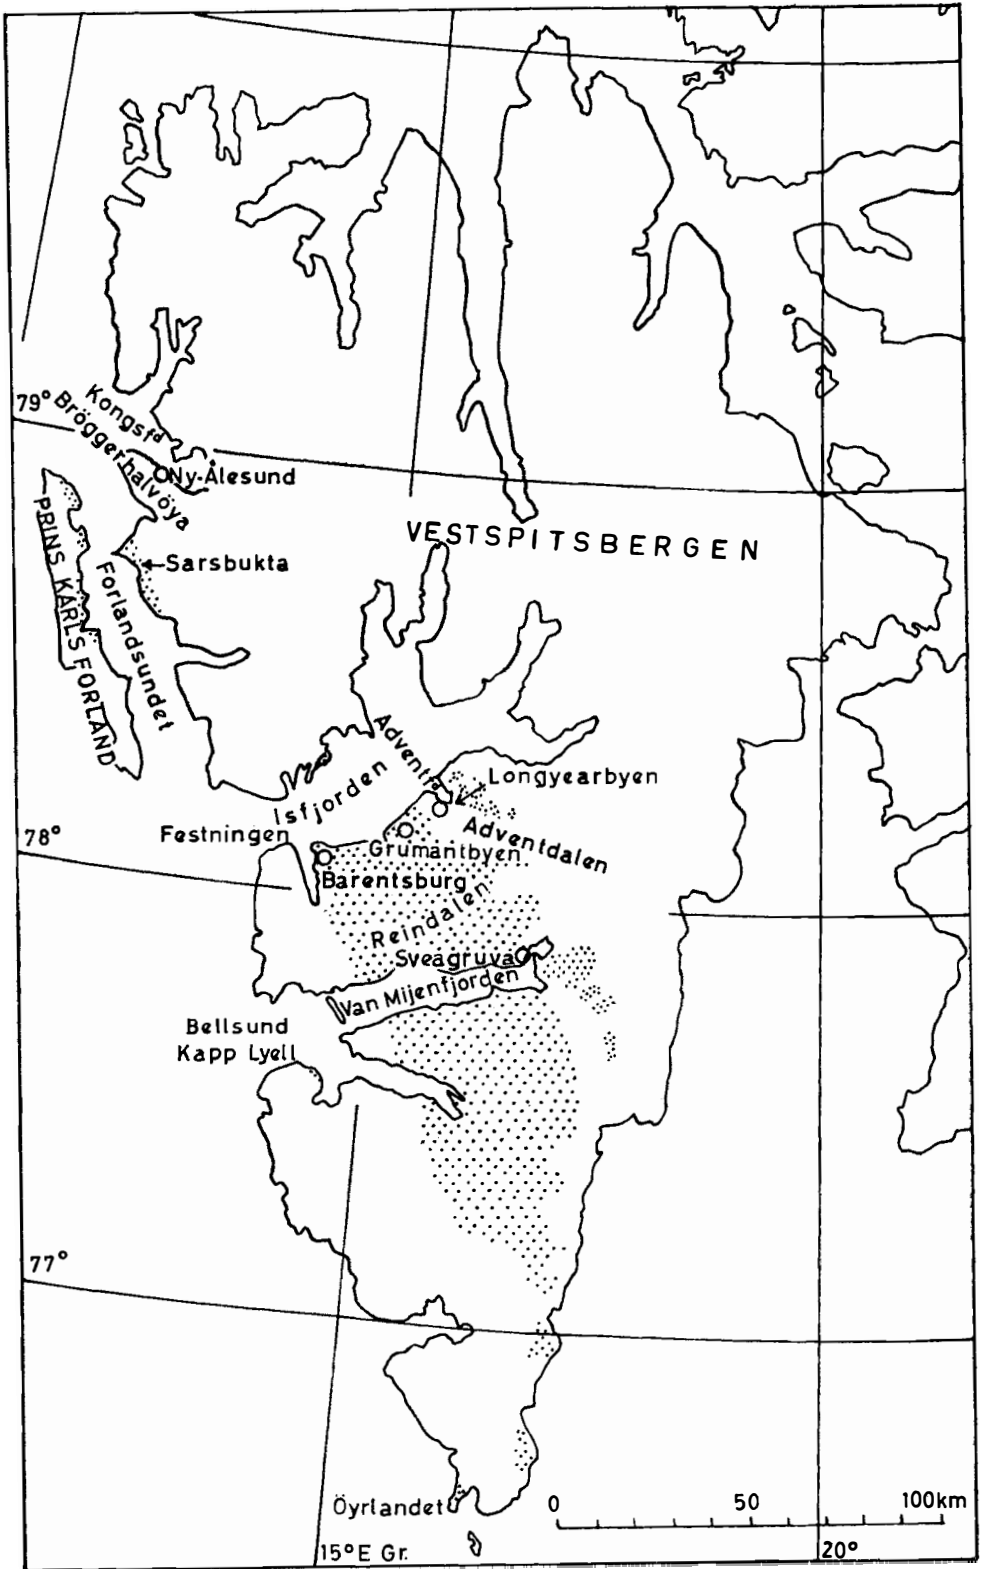 79°
Kongsfd
Bröggerhalvöya
Ny-Ålesund
VESTSPITSBERGEN
PRINS KARLS FORLAND
Sarsbukta
Forlandsundet
Adventfd
Isfjorden
Longyearbyen
78°
Festningen
Adventdalen
Grumantbyen
Barentsburg
Reindalen
Sveagruva
Van Mijenfjorden
Bellsund
Kapp Lyell
77°
Öyrlandet
0 50 100km
15°E Gr. 20°